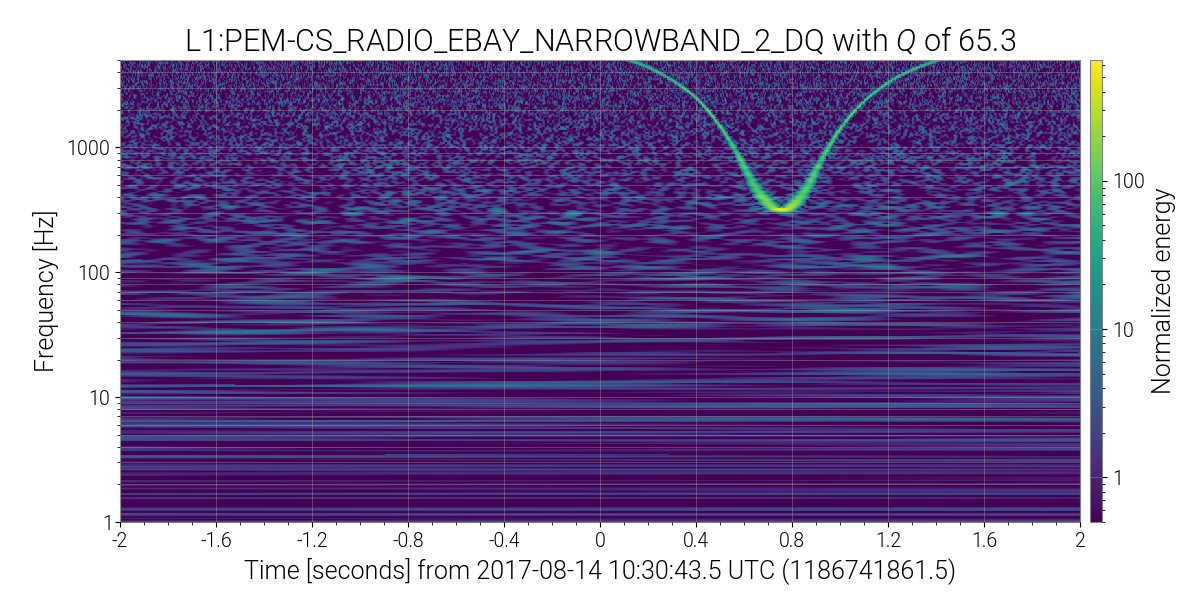 L1:PEM-CS_RADIO_EBAY_NARROWBAND_2_DQ with Q of 65.3
Frequency [Hz]
1000
100
10
1
-2 -1.6 -1.2 -0.8 -0.4 0 0.4 0.8 1.2 1.6 2
Time [seconds] from 2017-08-14 10:30:43.5 UTC (1186741861.5)
100
10
1
Normalized energy